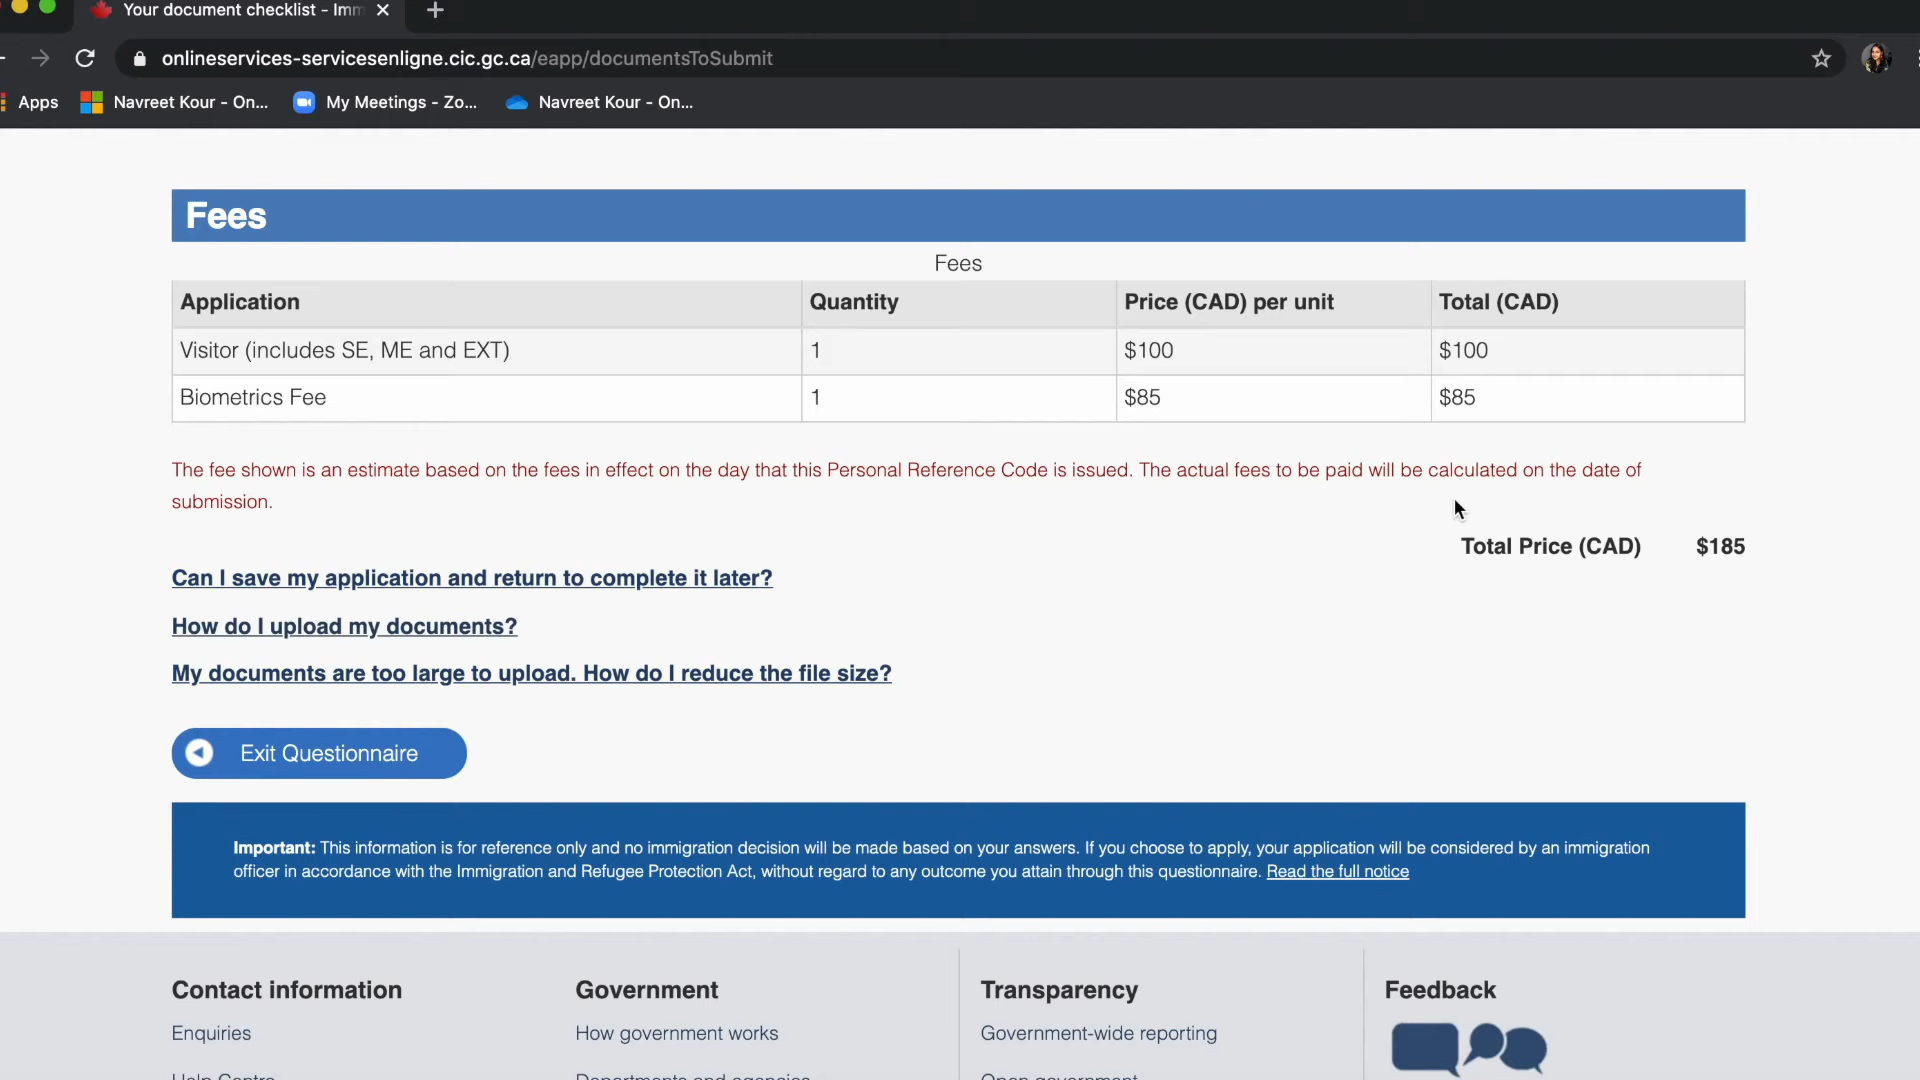 Your document checklist - Imm
onlineservices-servicesenligne.cic.gc.ca/eapp/documentsToSubmit
Apps
Navreet Kour - On...
My Meetings - Zo...
Navreet Kour - On...
Fees
Fees
Application Quantity Price (CAD) per unit Total (CAD)
Visitor (includes SE, ME and EXT) 1 $100 $100
Biometrics Fee 1 $85 $85
The fee shown is an estimate based on the fees in effect on the day that this Personal Reference Code is issued. The actual fees to be paid will be calculated on the date of
submission.
Total Price (CAD) $185
Can I save my application and return to complete it later?
How do I upload my documents?
My documents are too large to upload. How do I reduce the file size?
Exit Questionnaire
Important: This information is for reference only and no immigration decision will be made based on your answers. If you choose to apply, your application will be considered by an immigration
officer in accordance with the Immigration and Refugee Protection Act, without regard to any outcome you attain through this questionnaire. Read the full notice
Contact information Government Transparency Feedback
Enquiries How government works Government-wide reporting
Help Centre Departments and agencies Open government